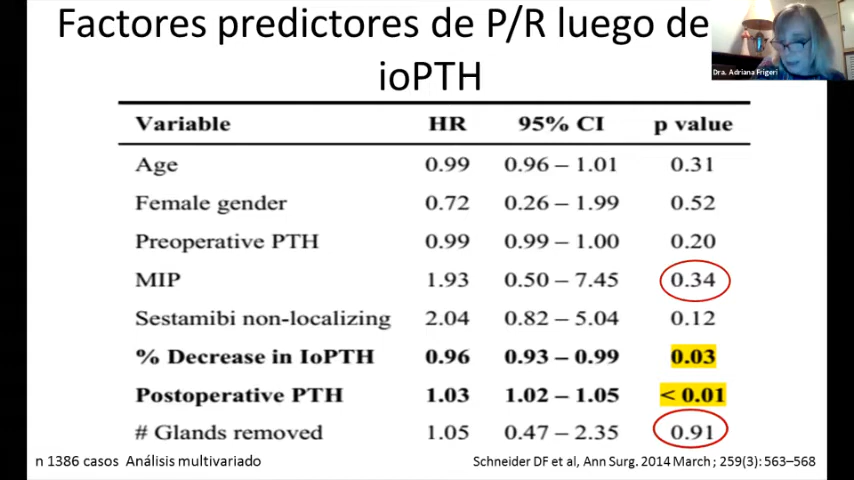 Factores predictores de P/R luego de
ioPTH
Dra. Adriana Frigeri
Variable HR 95% CI p value
Age 0.99 0.96 – 1.01 0.31
Female gender 0.72 0.26 – 1.99 0.52
Preoperative PTH 0.99 0.99 – 1.00 0.20
MIP 1.93 0.50 – 7.45 0.34
Sestamibi non-localizing 2.04 0.82 – 5.04 0.12
% Decrease in IoPTH 0.96 0.93 – 0.99 0.03
Postoperative PTH 1.03 1.02 – 1.05 < 0.01
# Glands removed 1.05 0.47 – 2.35 0.91
n 1386 casos Análisis multivariado Schneider DF et al, Ann Surg. 2014 March ; 259(3): 563–568